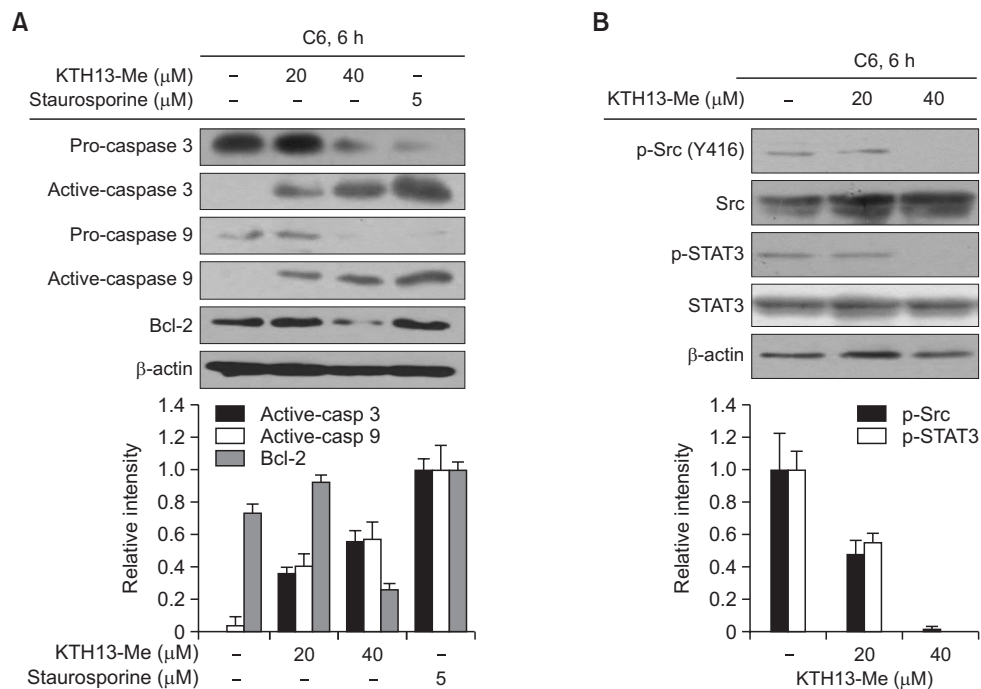 A
C6, 6 h
KTH13-Me (μM) – 20 40 –
Staurosporine (μM) – – – 5
Pro-caspase 3
Active-caspase 3
Pro-caspase 9
Active-caspase 9
Bcl-2
β-actin
1.4
1.2
1.0
0.8
0.6
0.4
0.2
0
Relative intensity
Active-casp 3
Active-casp 9
Bcl-2
KTH13-Me (μM) – 20 40 –
Staurosporine (μM) – – – 5
B
C6, 6 h
KTH13-Me (μM) – 20 40
p-Src (Y416)
Src
p-STAT3
STAT3
β-actin
1.4
1.2
1.0
0.8
0.6
0.4
0.2
0
Relative intensity
p-Src
p-STAT3
– 20 40
KTH13-Me (μM)